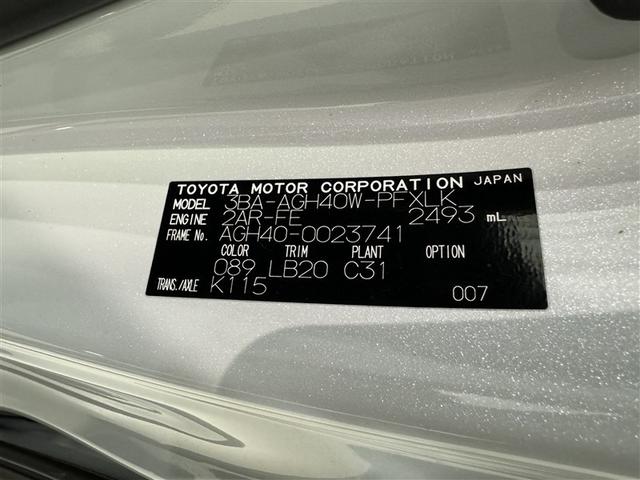 TOYOTA MOTOR CORPORATION JAPAN
MODEL 3BA-AGH40W-PFXLK
ENGINE 2AR-FE 2493 mL
FRAME No. AGH40-0023741
COLOR TRIM PLANT OPTION
089 LB20 C31
TRANS./AXLE K115 007